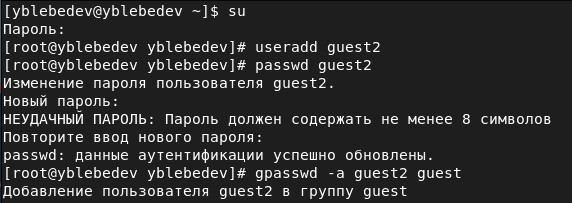 [yblebedev@yblebedev ~]$ su
Пароль:
[root@yblebedev yblebedev]# useradd guest2
[root@yblebedev yblebedev]# passwd guest2
Изменение пароля пользователя guest2.
Новый пароль:
НЕУДАЧНЫЙ ПАРОЛЬ: Пароль должен содержать не менее 8 символов
Повторите ввод нового пароля:
passwd: данные аутентификации успешно обновлены.
[root@yblebedev yblebedev]# gpasswd -a guest2 guest
Добавление пользователя guest2 в группу guest